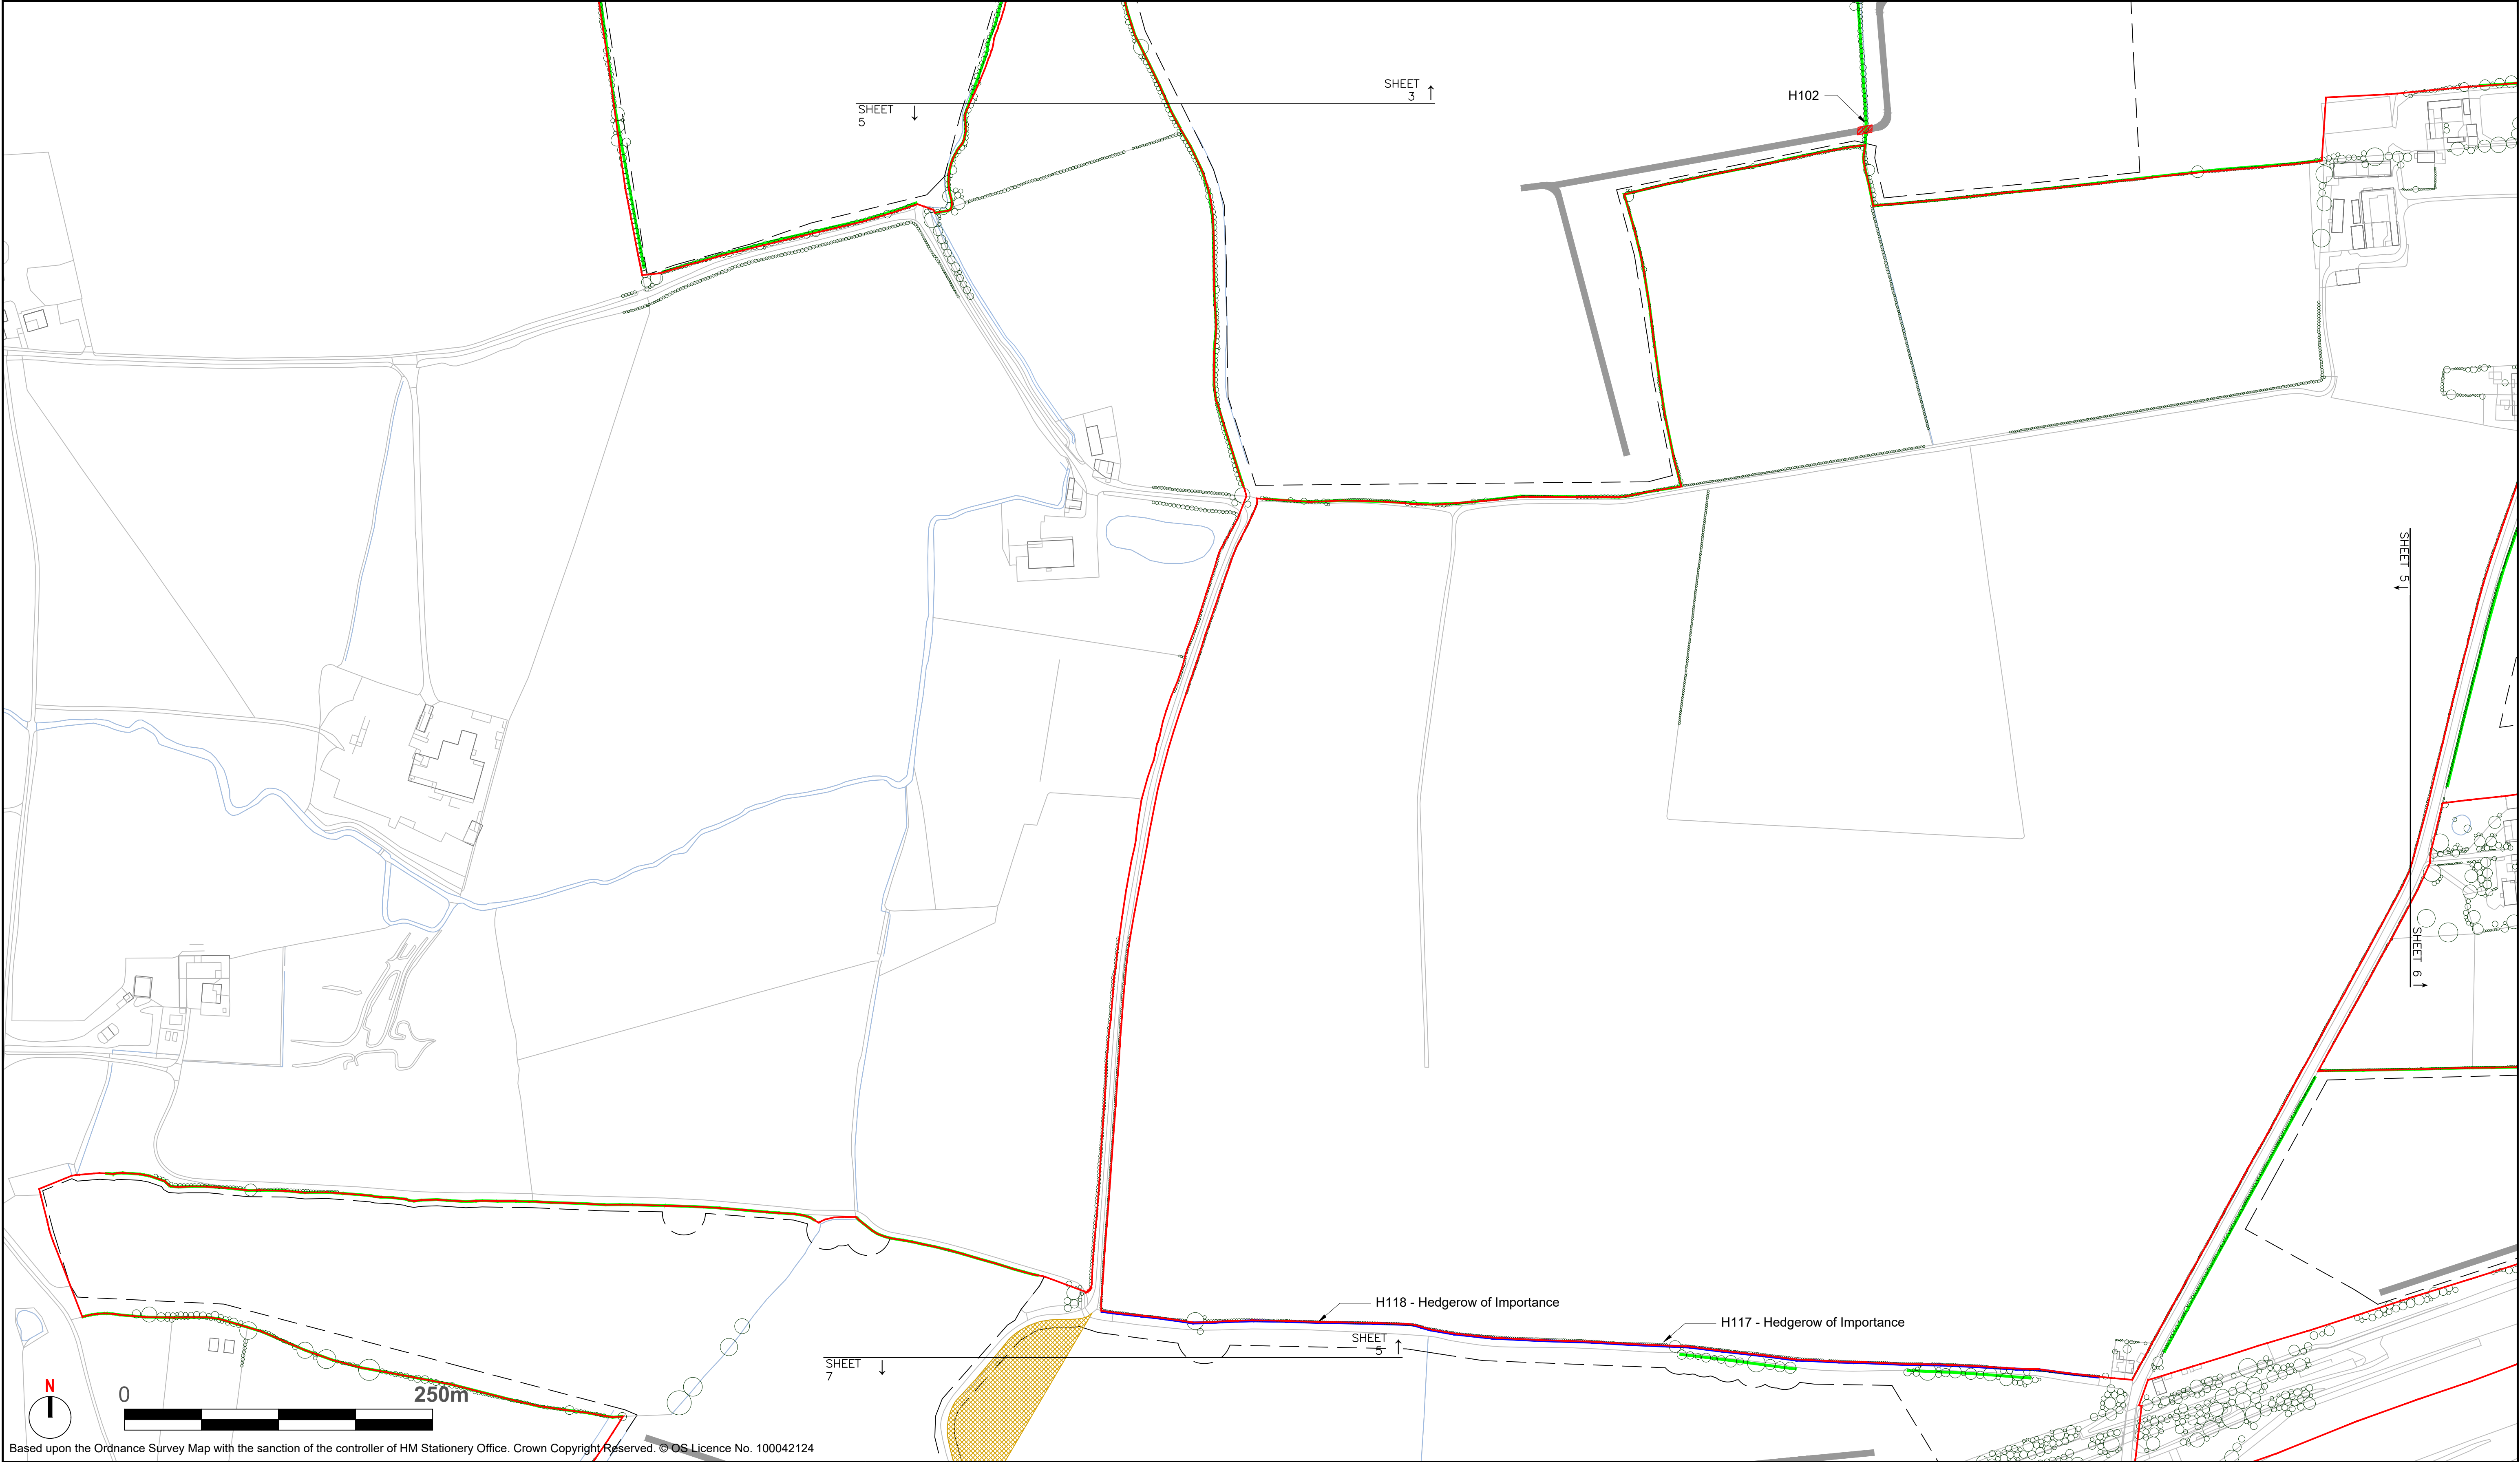 SHEET
3
H102
SHEET
5
SHEET 5
SHEET 6
H118 - Hedgerow of Importance
H117 - Hedgerow of Importance
SHEET
5
SHEET
7
N
0
250m
Based upon the Ordnance Survey Map with the sanction of the controller of HM Stationery Office. Crown Copyright Reserved. © OS Licence No. 100042124